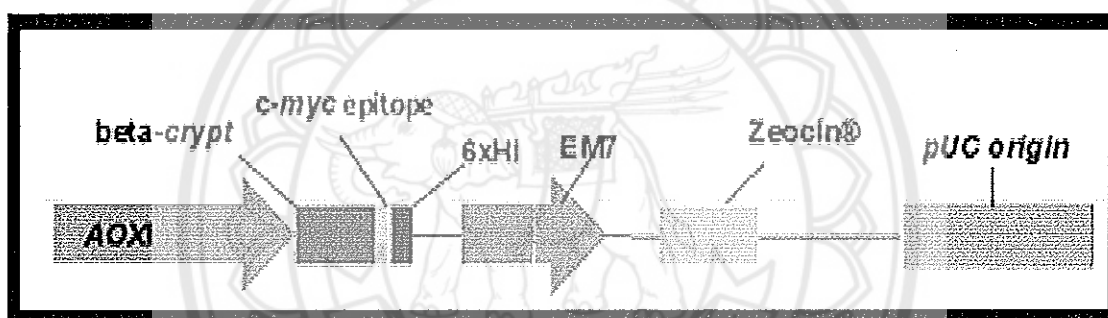 c-myc epitope
beta-crypt
6xHI
EM7
Zeocin®
pUC origin
AOX1